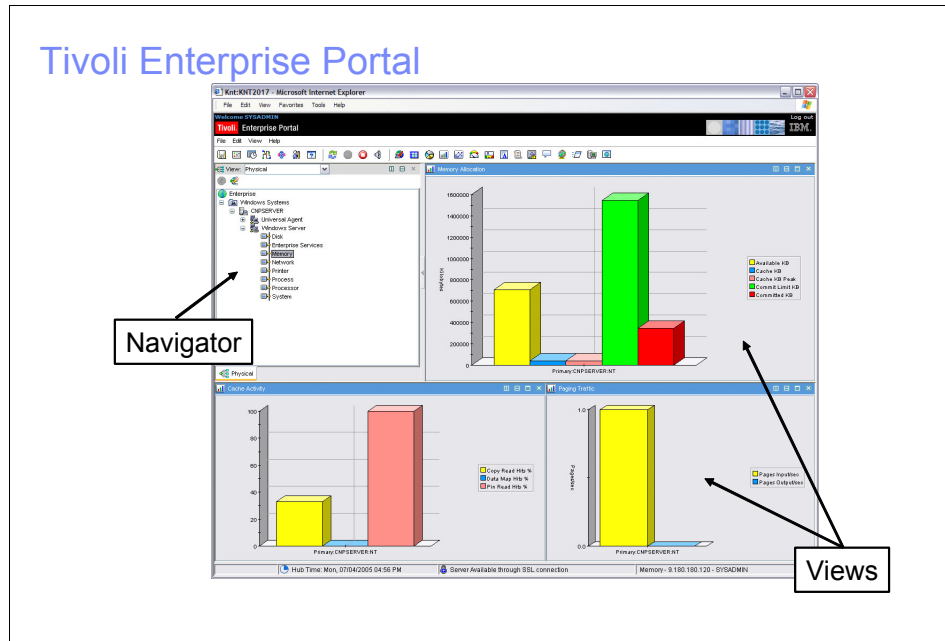 Tivoli Enterprise Portal
Knt:KNT2017 - Microsoft Internet Explorer
File Edit View Favorites Tools Help
Welcome SYSADMIN
Log out
Tivoli. Enterprise Portal
IBM.
File Edit View Help
View: Physical
Enterprise
Windows Systems
CNPSERVER
Universal Agent
Windows Server
Disk
Enterprise Services
Memory
Network
Printer
Process
Processor
System
Physical
Navigator
Memory Allocation
1600000
1400000
1200000
1000000
800000
600000
400000
200000
0
Kilobytes
Primary:CNPSERVER:NT
Available KB
Cache KB
Cache KB Peak
Commit Limit KB
Committed KB
Cache Activity
100
80
60
40
20
0
Primary:CNPSERVER:NT
Copy Read Hits %
Data Map Hits %
Pin Read Hits %
Paging Traffic
1.0
0.0
Pages/sec
Primary:CNPSERVER:NT
Pages Input/sec
Pages Output/sec
Views
Hub Time: Mon, 07/04/2005 04:56 PM
Server Available through SSL connection
Memory - 9.180.180.120 - SYSADMIN